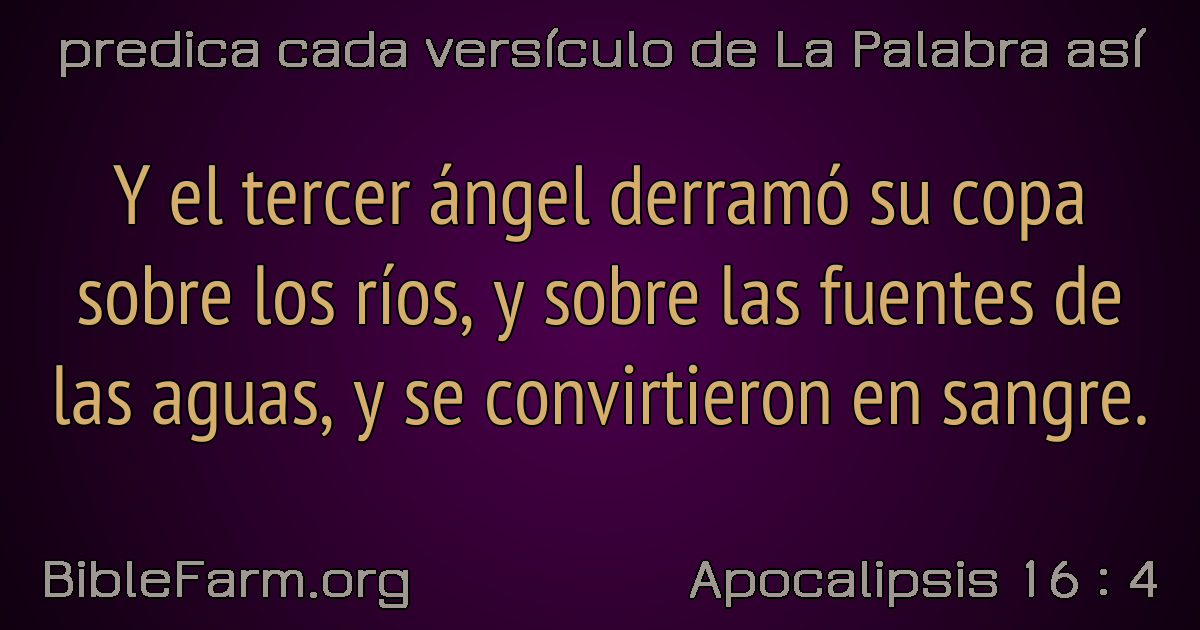 predica cada versículo de La Palabra así
Y el tercer ángel derramó su copa
sobre los ríos, y sobre las fuentes de
las aguas, y se convirtieron en sangre.
BibleFarm.org
Apocalipsis 16 : 4